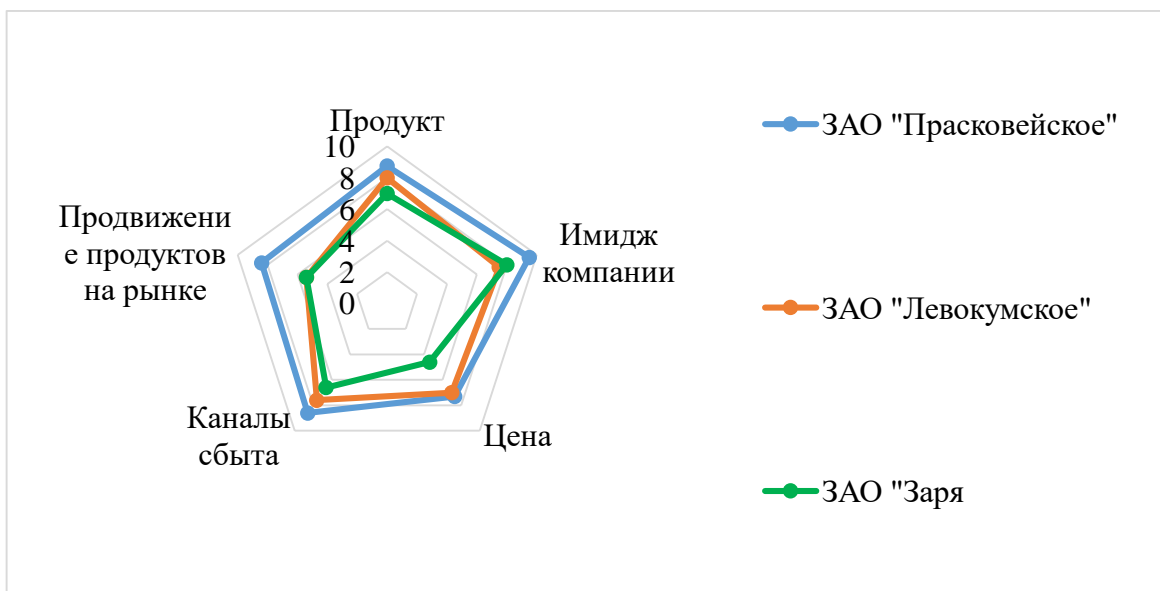 Продукт
10
8
6
4
2
0
Имидж
компании
Цена
Каналы
сбыта
Продвижени
е продуктов
на рынке
ЗАО "Прасковейское"
ЗАО "Левокумское"
ЗАО "Заря